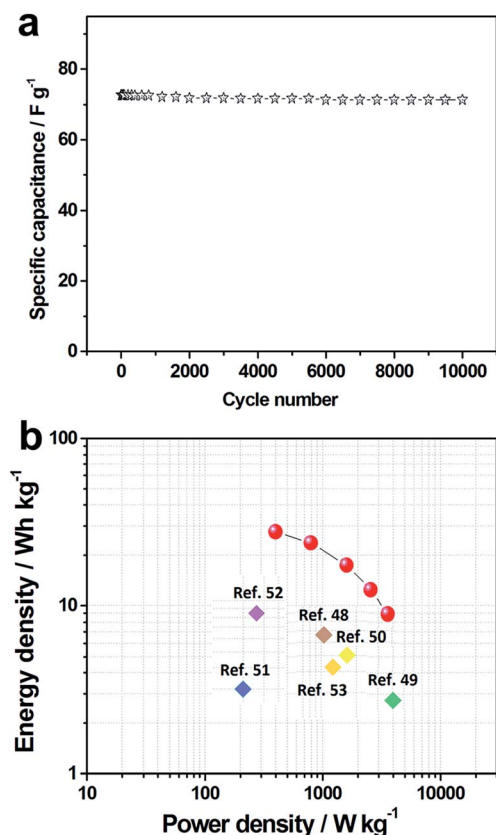 a
Specific capacitance / F g⁻¹
80
60
40
20
0
0 2000 4000 6000 8000 10000
Cycle number
b
Energy density / Wh kg⁻¹
100
10
1
Ref. 52
Ref. 48
Ref. 50
Ref. 51
Ref. 53
Ref. 49
10 100 1000 10000
Power density / W kg⁻¹